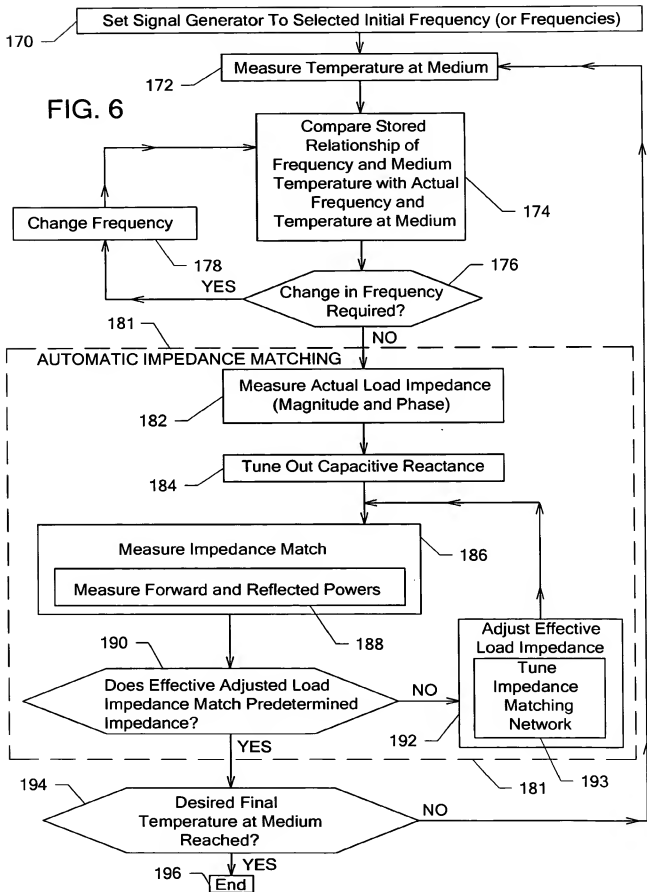 Set Signal Generator To Selected Initial Frequency (or Frequencies)
170
Measure Temperature at Medium
172
FIG. 6
Compare Stored
Relationship of
Frequency and Medium
Temperature with Actual
Frequency and
Temperature at Medium
174
Change Frequency
178
176
YES
Change in Frequency
Required?
181
NO
AUTOMATIC IMPEDANCE MATCHING
Measure Actual Load Impedance
(Magnitude and Phase)
182
Tune Out Capacitive Reactance
184
Measure Impedance Match
186
Measure Forward and Reflected Powers
188
190
Does Effective Adjusted Load
Impedance Match Predetermined
Impedance?
NO
Adjust Effective
Load Impedance
Tune
Impedance
Matching
Network
192
193
YES
181
194
Desired Final
Temperature at Medium
Reached?
NO
YES
196
End